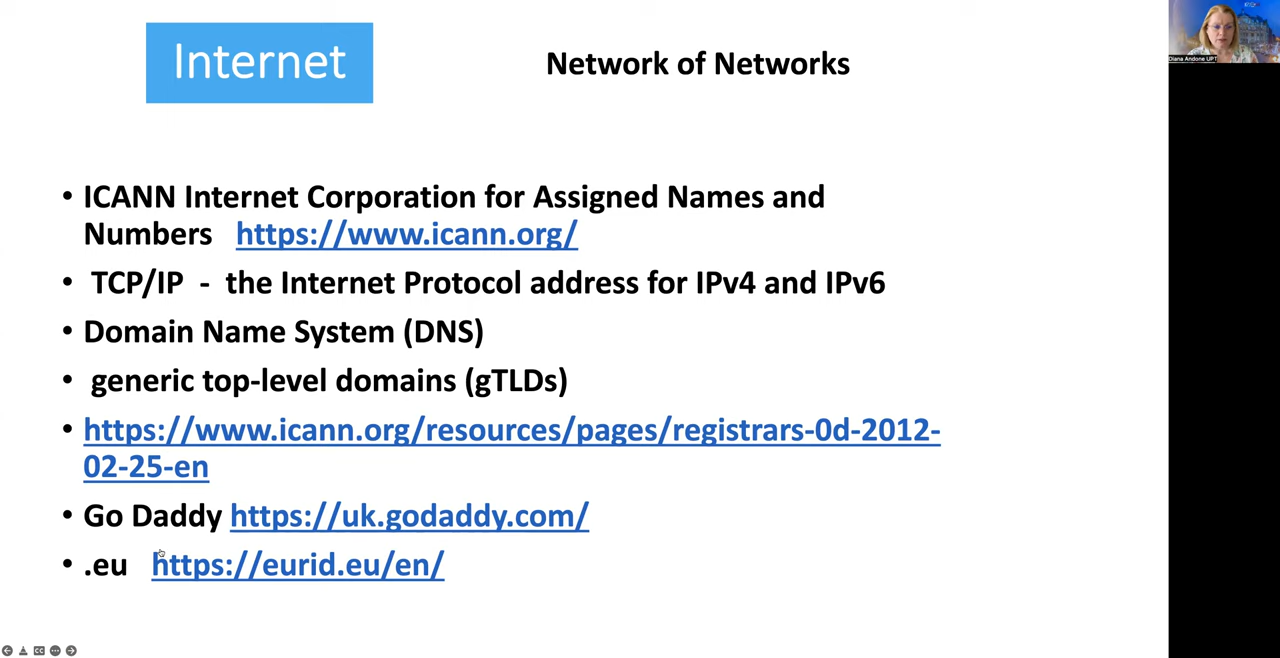 Internet
Network of Networks
• ICANN Internet Corporation for Assigned Names and
Numbers https://www.icann.org/
• TCP/IP - the Internet Protocol address for IPv4 and IPv6
• Domain Name System (DNS)
• generic top-level domains (gTLDs)
• https://www.icann.org/resources/pages/registrars-0d-2012-
02-25-en
• Go Daddy https://uk.godaddy.com/
• .eu https://eurid.eu/en/
Diana Andone UPT